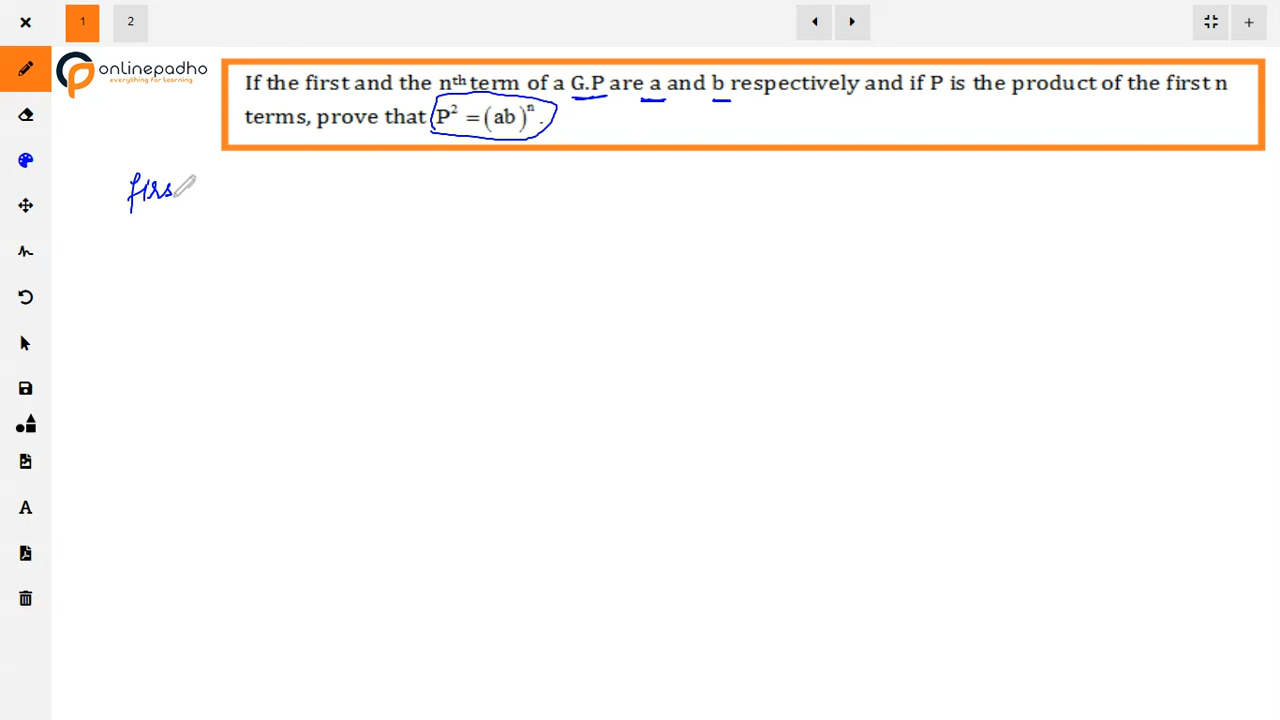 1 2
onlinepadho
everything for learning
If the first and the nth term of a G.P are a and b respectively and if P is the product of the first n
terms, prove that P² = (ab)ⁿ.
firs
A